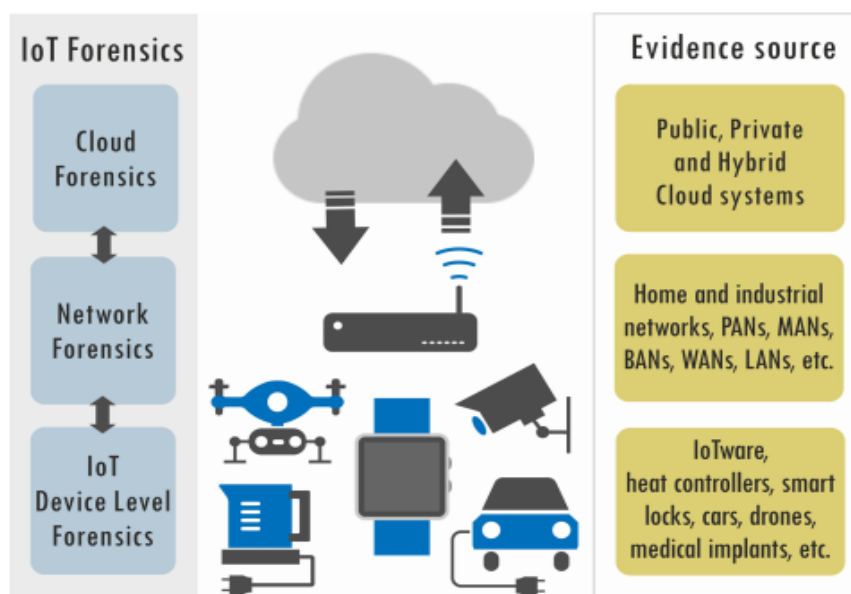 IoT Forensics
Cloud
Forensics
Network
Forensics
IoT
Device Level
Forensics
Evidence source
Public, Private
and Hybrid
Cloud systems
Home and industrial
networks, PANs, MANs,
BANs, WANs, LANs, etc.
IoTware,
heat controllers, smart
locks, cars, drones,
medical implants, etc.